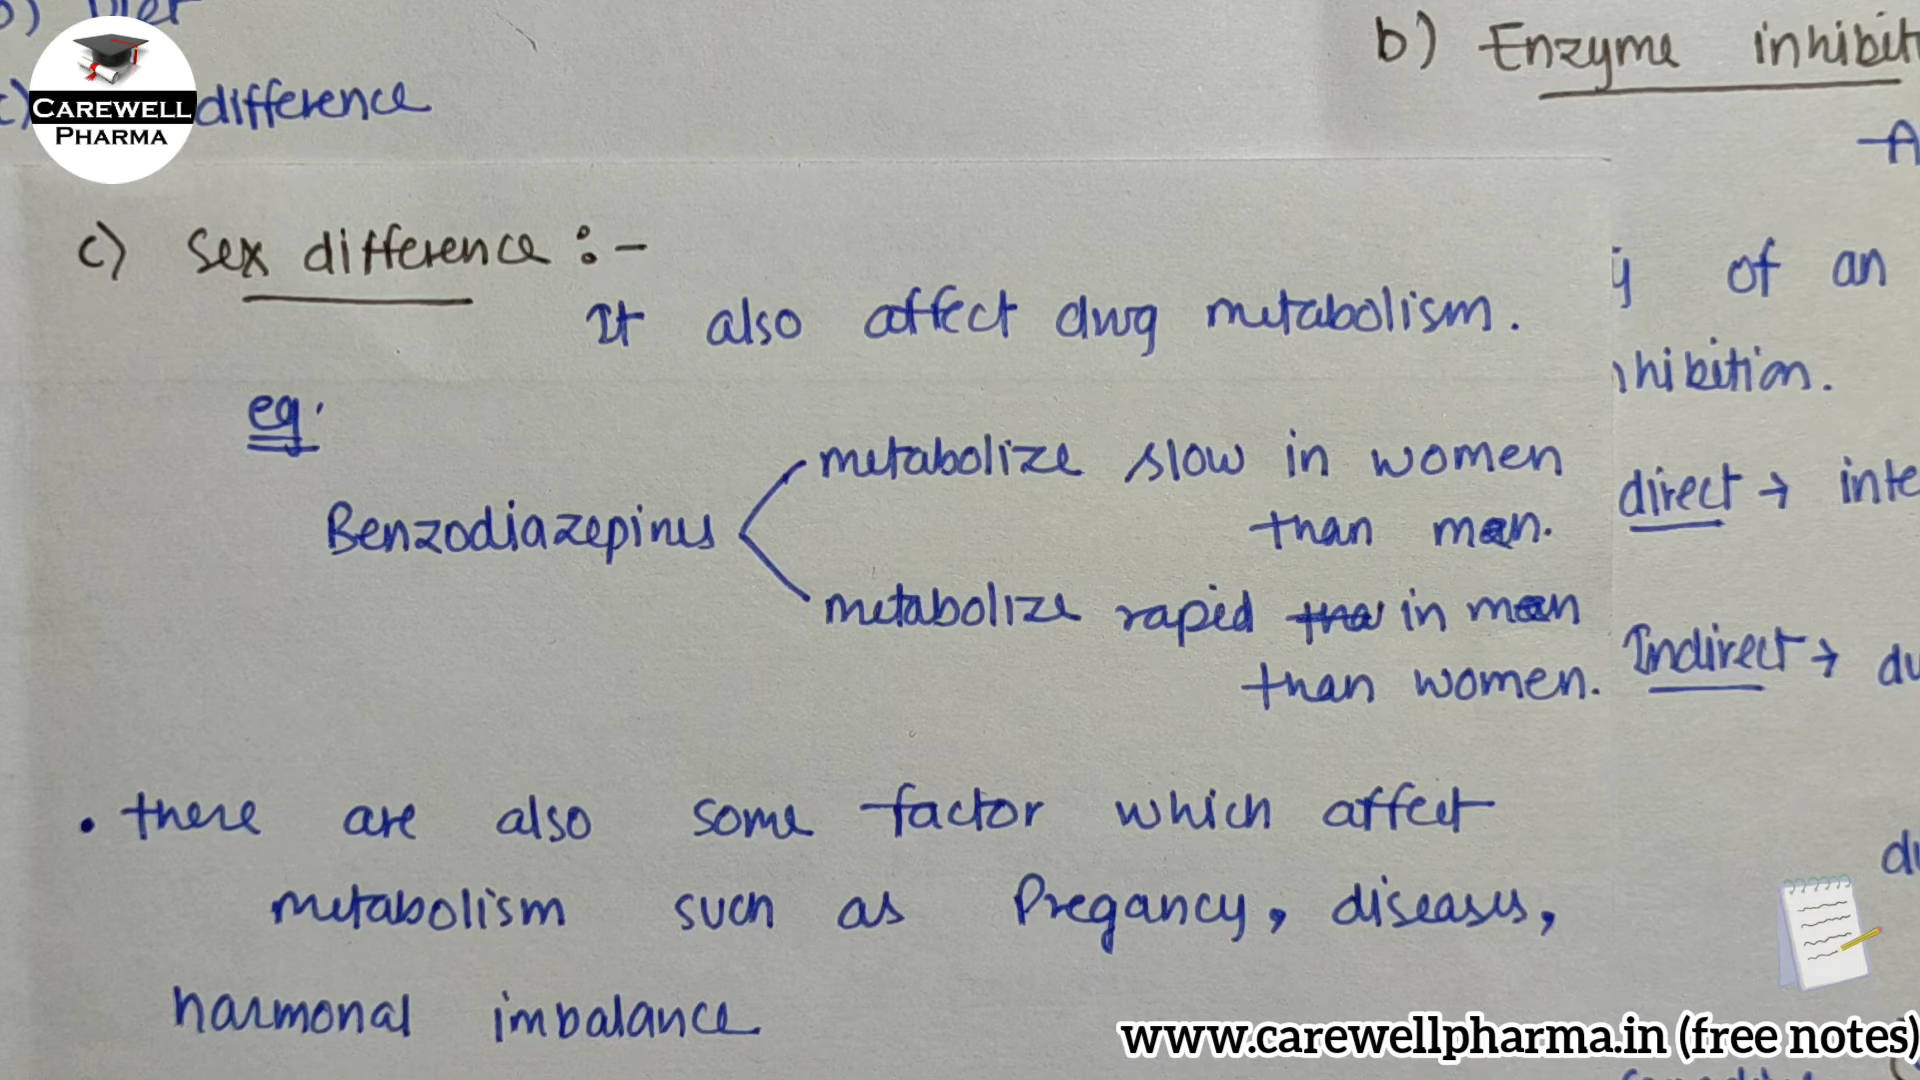 b) Enzyme inhibit
c) difference
CAREWELL
PHARMA
A
c) Sex difference :-
It also affect drug metabolism.
of an
hibition.
eg.
metabolize slow in women
than man.
Benzodiazepines
metabolize rapid in man
than women.
direct → inte
Indirect → du
• there are also some factor which affect
metabolism such as Pregancy, diseases,
harmonal imbalance
du
www.carewellpharma.in (free notes)